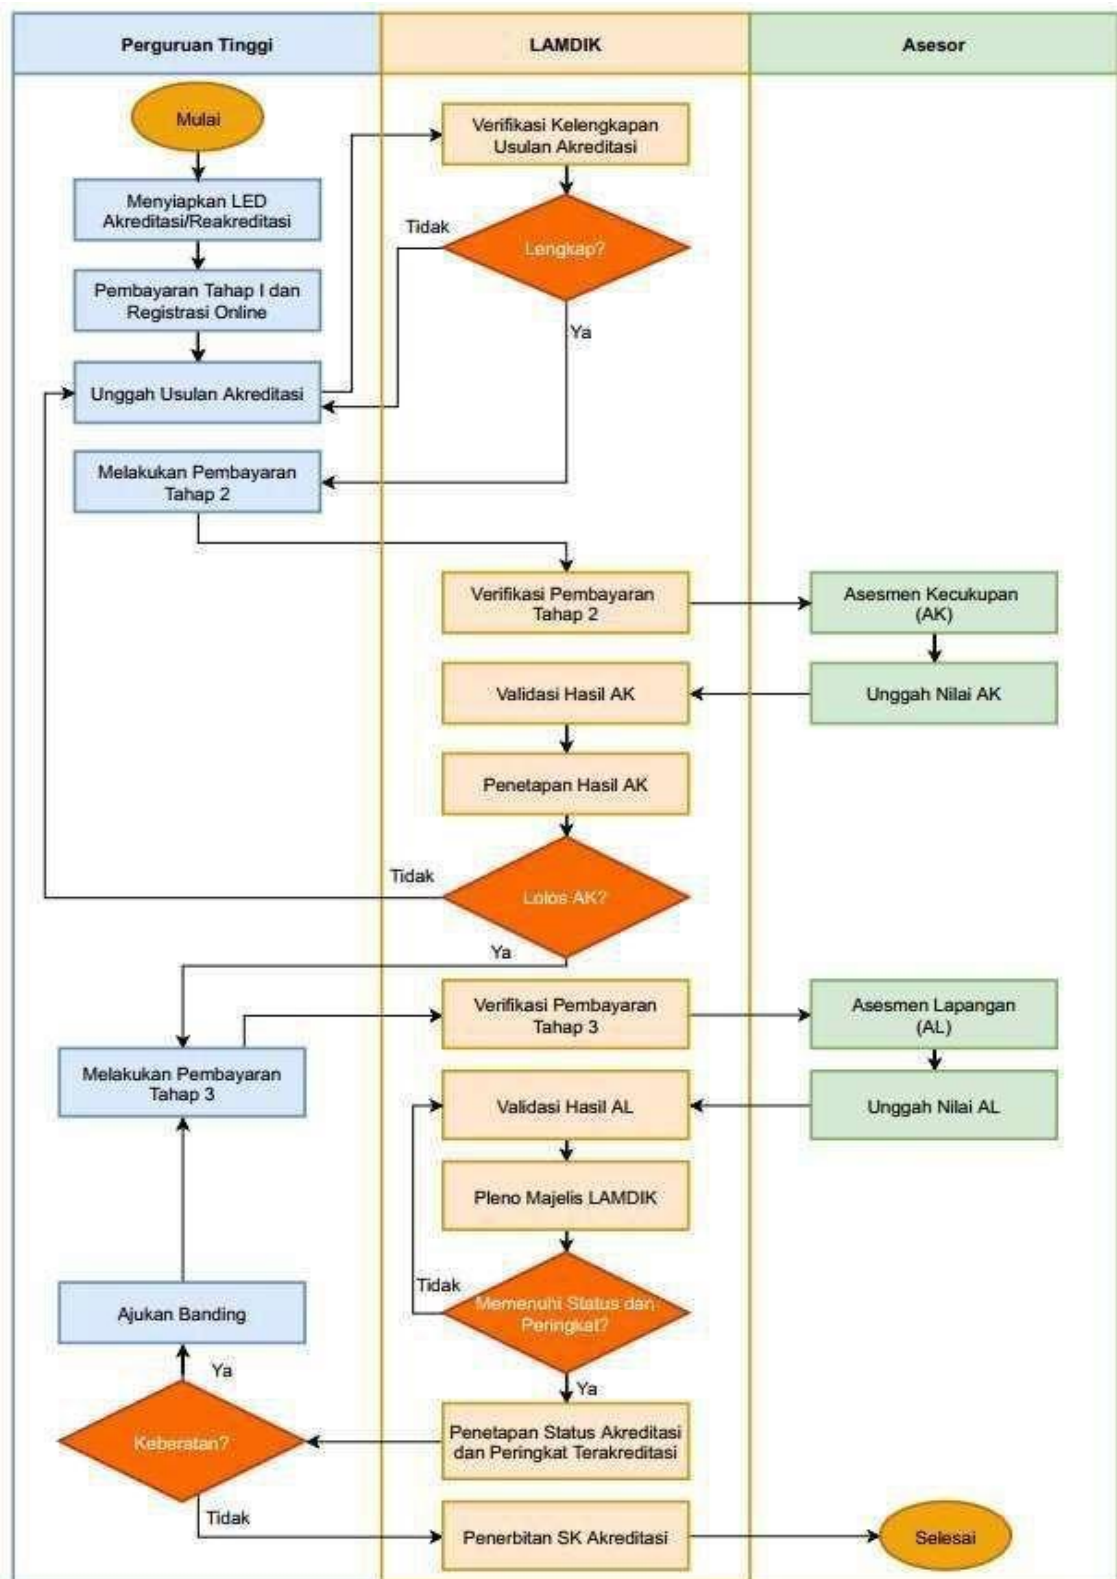 Perguruan Tinggi
LAMDIK
Asesor
Mulai
Verifikasi Kelengkapan
Usulan Akreditasi
Menyiapkan LED
Akreditasi/Reakreditasi
Tidak
Lengkap?
Pembayaran Tahap I dan
Registrasi Online
Ya
Unggah Usulan Akreditasi
Melakukan Pembayaran
Tahap 2
Verifikasi Pembayaran
Tahap 2
Asesmen Kecukupan
(AK)
Validasi Hasil AK
Unggah Nilai AK
Penetapan Hasil AK
Tidak
Lolos AK?
Ya
Verifikasi Pembayaran
Tahap 3
Asesmen Lapangan
(AL)
Melakukan Pembayaran
Tahap 3
Validasi Hasil AL
Unggah Nilai AL
Pleno Majelis LAMDIK
Tidak
Memenuhi Status dan
Peringkat?
Ajukan Banding
Ya
Ya
Keberatan?
Penetapan Status Akreditasi
dan Peringkat Terakreditasi
Tidak
Penerbitan SK Akreditasi
Selesai